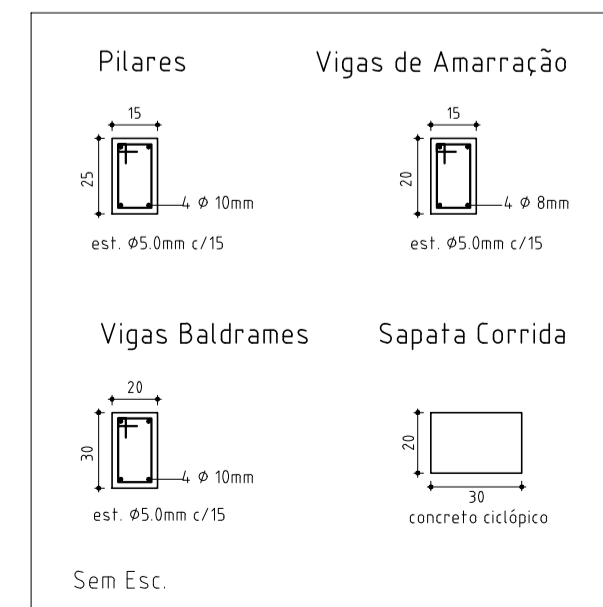 Pilares
15
25
4 Ø 10mm
est. Ø5.0mm c/15
Vigas de Amarração
15
20
4 Ø 8mm
est. Ø5.0mm c/15
Vigas Baldrames
20
30
4 Ø 10mm
est. Ø5.0mm c/15
Sapata Corrida
20
30
concreto ciclópico
Sem Esc.